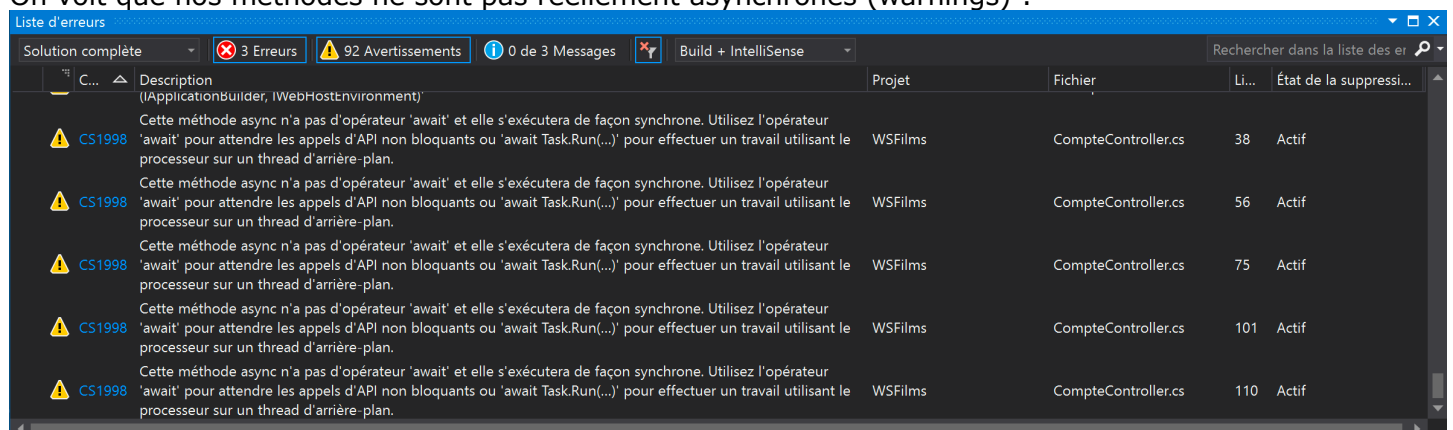 On voit que nos méthodes ne sont pas réellement asynchrones (warnings) :
Liste d'erreurs
Solution complète 3 Erreurs 92 Avertissements 0 de 3 Messages Build + IntelliSense Rechercher dans la liste des er
C... Description Projet Fichier Li... État de la suppressi...
(IApplicationBuilder, IWebHostEnvironment)'
Cette méthode async n'a pas d'opérateur 'await' et elle s'exécutera de façon synchrone. Utilisez l'opérateur
CS1998 'await' pour attendre les appels d'API non bloquants ou 'await Task.Run(...)' pour effectuer un travail utilisant le WSFilms CompteController.cs 38 Actif
processeur sur un thread d'arrière-plan.
Cette méthode async n'a pas d'opérateur 'await' et elle s'exécutera de façon synchrone. Utilisez l'opérateur
CS1998 'await' pour attendre les appels d'API non bloquants ou 'await Task.Run(...)' pour effectuer un travail utilisant le WSFilms CompteController.cs 56 Actif
processeur sur un thread d'arrière-plan.
Cette méthode async n'a pas d'opérateur 'await' et elle s'exécutera de façon synchrone. Utilisez l'opérateur
CS1998 'await' pour attendre les appels d'API non bloquants ou 'await Task.Run(...)' pour effectuer un travail utilisant le WSFilms CompteController.cs 75 Actif
processeur sur un thread d'arrière-plan.
Cette méthode async n'a pas d'opérateur 'await' et elle s'exécutera de façon synchrone. Utilisez l'opérateur
CS1998 'await' pour attendre les appels d'API non bloquants ou 'await Task.Run(...)' pour effectuer un travail utilisant le WSFilms CompteController.cs 101 Actif
processeur sur un thread d'arrière-plan.
Cette méthode async n'a pas d'opérateur 'await' et elle s'exécutera de façon synchrone. Utilisez l'opérateur
CS1998 'await' pour attendre les appels d'API non bloquants ou 'await Task.Run(...)' pour effectuer un travail utilisant le WSFilms CompteController.cs 110 Actif
processeur sur un thread d'arrière-plan.